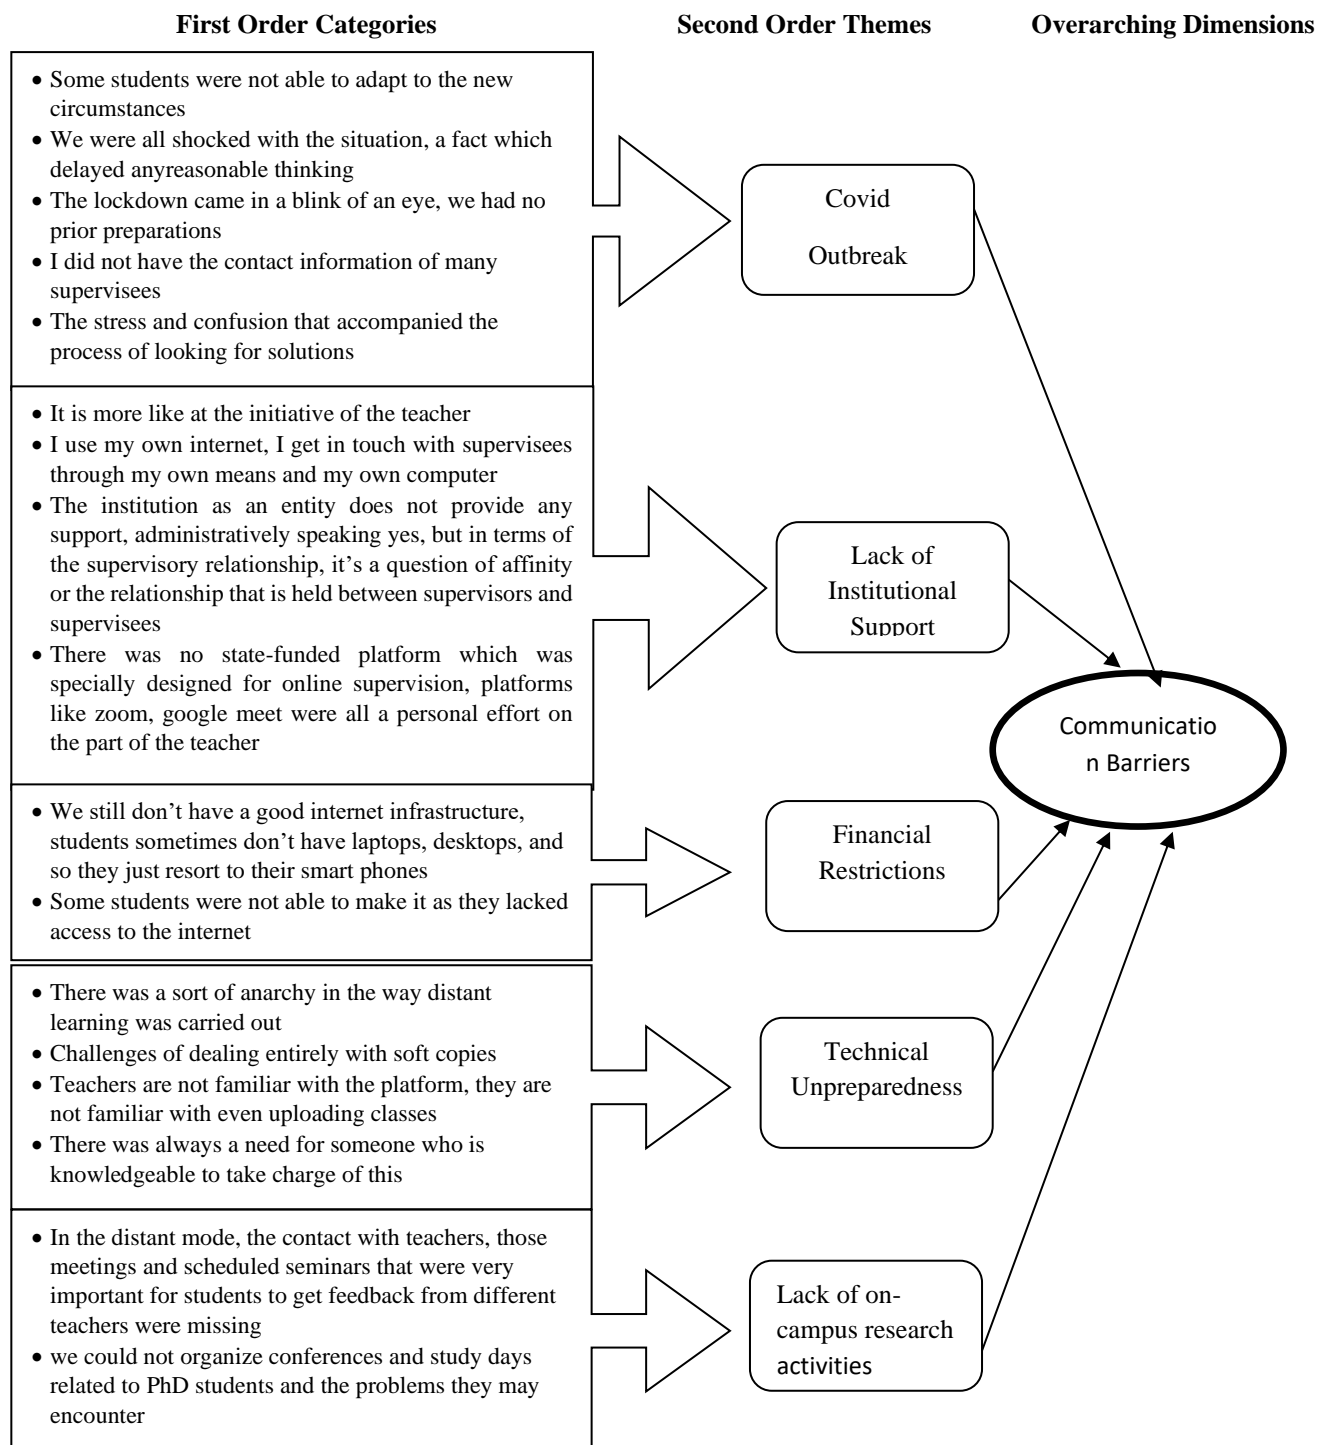 First Order Categories
Second Order Themes
Overarching Dimensions
• Some students were not able to adapt to the new
circumstances
• We were all shocked with the situation, a fact which
delayed anyreasonable thinking
• The lockdown came in a blink of an eye, we had no
prior preparations
• I did not have the contact information of many
supervisees
• The stress and confusion that accompanied the
process of looking for solutions
Covid
Outbreak
• It is more like at the initiative of the teacher
• I use my own internet, I get in touch with supervisees
through my own means and my own computer
• The institution as an entity does not provide any
support, administratively speaking yes, but in terms of
the supervisory relationship, it’s a question of affinity
or the relationship that is held between supervisors and
supervisees
• There was no state-funded platform which was
specially designed for online supervision, platforms
like zoom, google meet were all a personal effort on
the part of the teacher
Lack of
Institutional
Support
Communicatio
n Barriers
• We still don’t have a good internet infrastructure,
students sometimes don’t have laptops, desktops, and
so they just resort to their smart phones
• Some students were not able to make it as they lacked
access to the internet
Financial
Restrictions
• There was a sort of anarchy in the way distant
learning was carried out
• Challenges of dealing entirely with soft copies
• Teachers are not familiar with the platform, they are
not familiar with even uploading classes
• There was always a need for someone who is
knowledgeable to take charge of this
Technical
Unpreparedness
• In the distant mode, the contact with teachers, those
meetings and scheduled seminars that were very
important for students to get feedback from different
teachers were missing
• we could not organize conferences and study days
related to PhD students and the problems they may
encounter
Lack of on-
campus research
activities